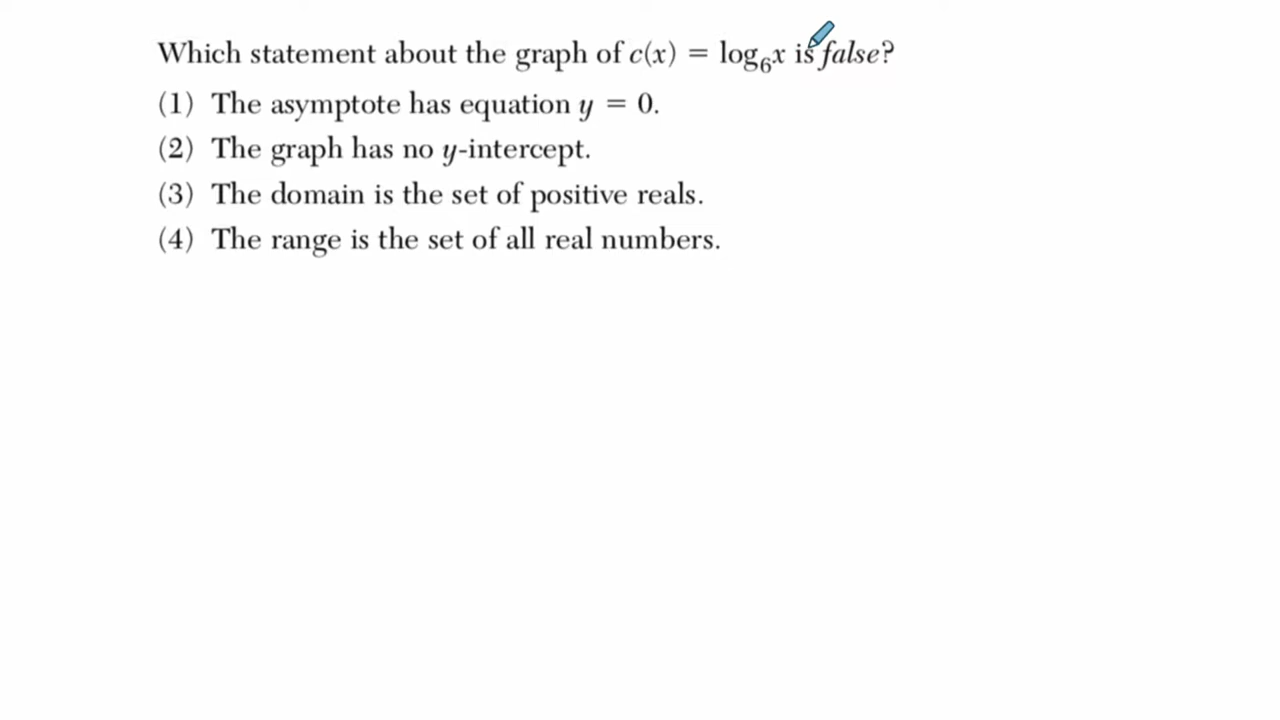 Which statement about the graph of c(x) = log₆x is false?
(1) The asymptote has equation y = 0.
(2) The graph has no y-intercept.
(3) The domain is the set of positive reals.
(4) The range is the set of all real numbers.